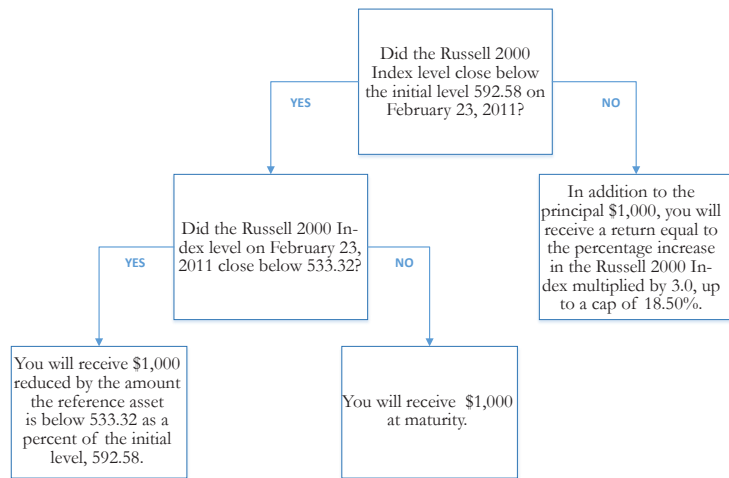 Did the Russell 2000
Index level close below
the initial level 592.58 on
February 23, 2011?
YES
NO
Did the Russell 2000 In-
dex level on February 23,
2011 close below 533.32?
In addition to the
principal $1,000, you will
receive a return equal to
the percentage increase
in the Russell 2000 In-
dex multiplied by 3.0, up
to a cap of 18.50%.
YES
NO
You will receive $1,000
reduced by the amount
the reference asset
is below 533.32 as a
percent of the initial
level, 592.58.
You will receive $1,000
at maturity.